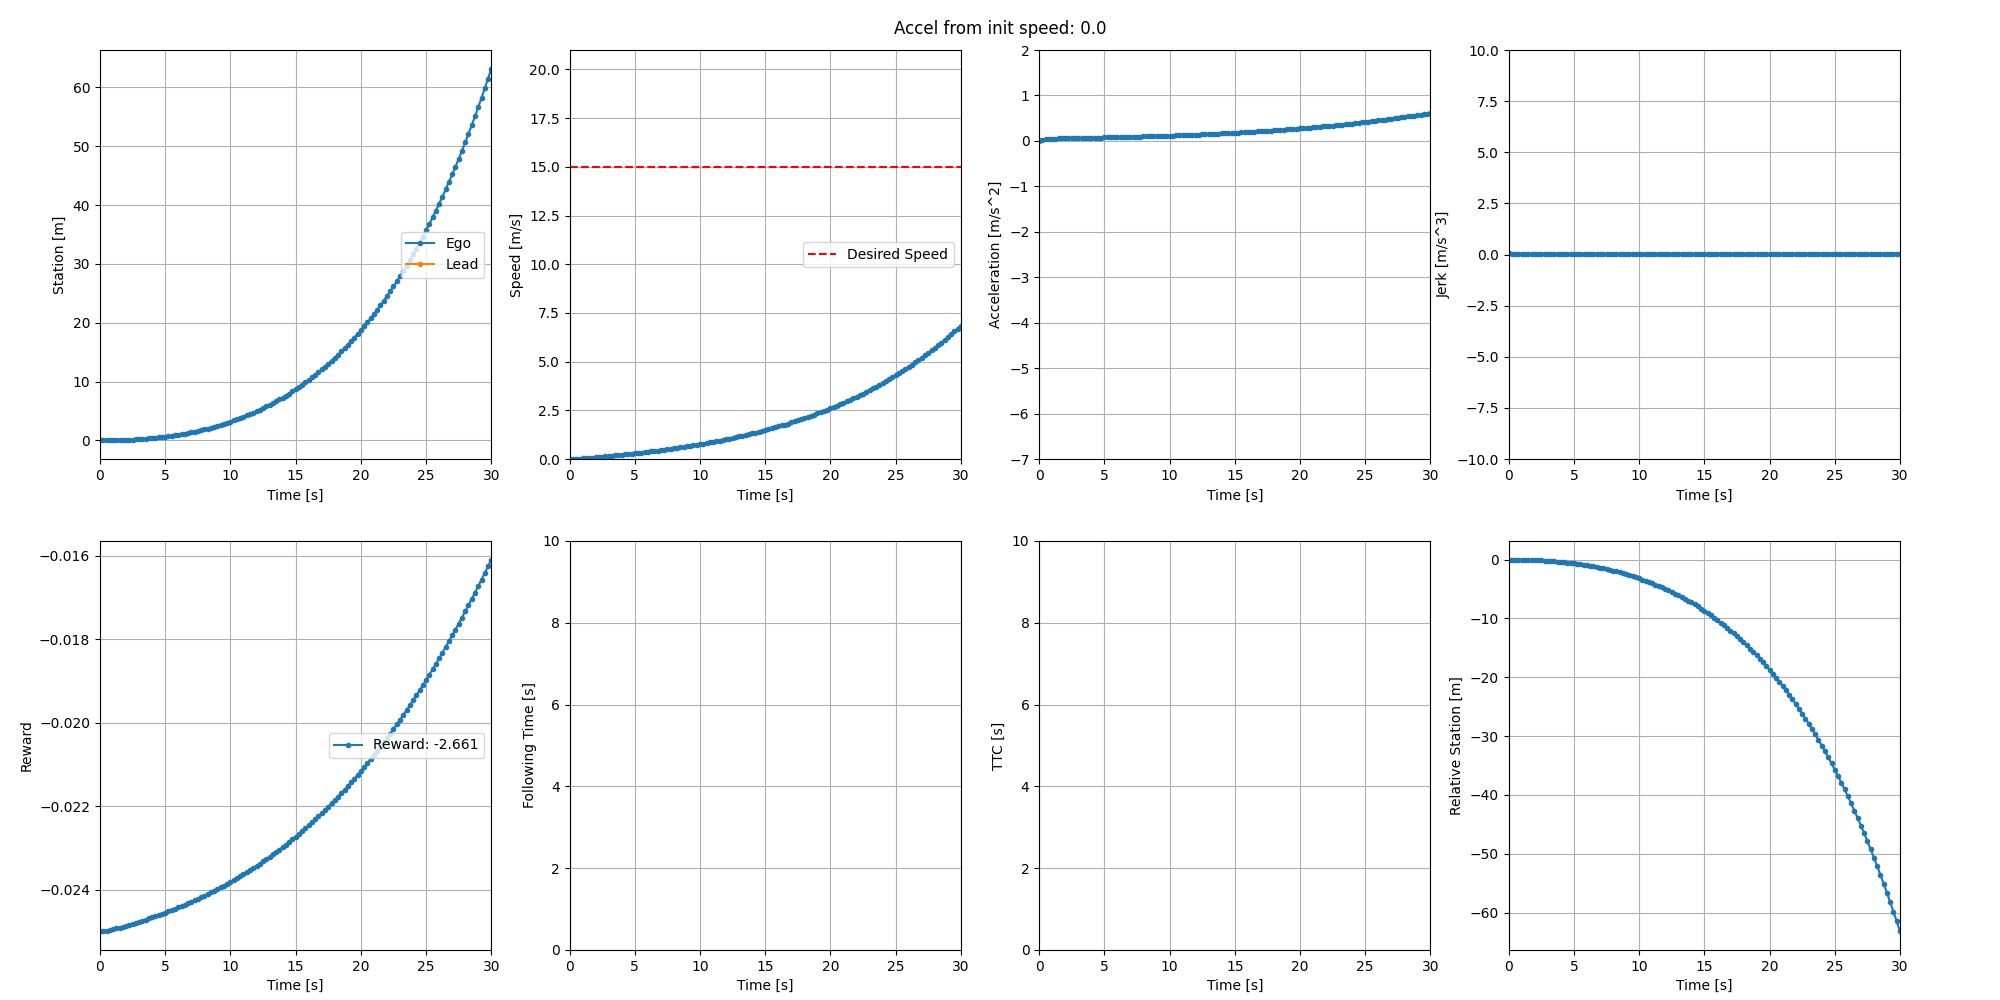 Accel from init speed: 0.0
Station [m]
60
50
40
30
20
10
0
Ego
Lead
0 5 10 15 20 25 30
Time [s]
Speed [m/s]
20.0
17.5
15.0
12.5
10.0
7.5
5.0
2.5
0.0
Desired Speed
0 5 10 15 20 25 30
Time [s]
Acceleration [m/s^2]
2
1
0
−1
−2
−3
−4
−5
−6
−7
0 5 10 15 20 25 30
Time [s]
Jerk [m/s^3]
10.0
7.5
5.0
2.5
0.0
−2.5
−5.0
−7.5
−10.0
0 5 10 15 20 25 30
Time [s]
Reward
−0.016
−0.018
−0.020
−0.022
−0.024
Reward: -2.661
0 5 10 15 20 25 30
Time [s]
Following Time [s]
10
8
6
4
2
0
0 5 10 15 20 25 30
Time [s]
TTC [s]
10
8
6
4
2
0
0 5 10 15 20 25 30
Time [s]
Relative Station [m]
0
−10
−20
−30
−40
−50
−60
0 5 10 15 20 25 30
Time [s]